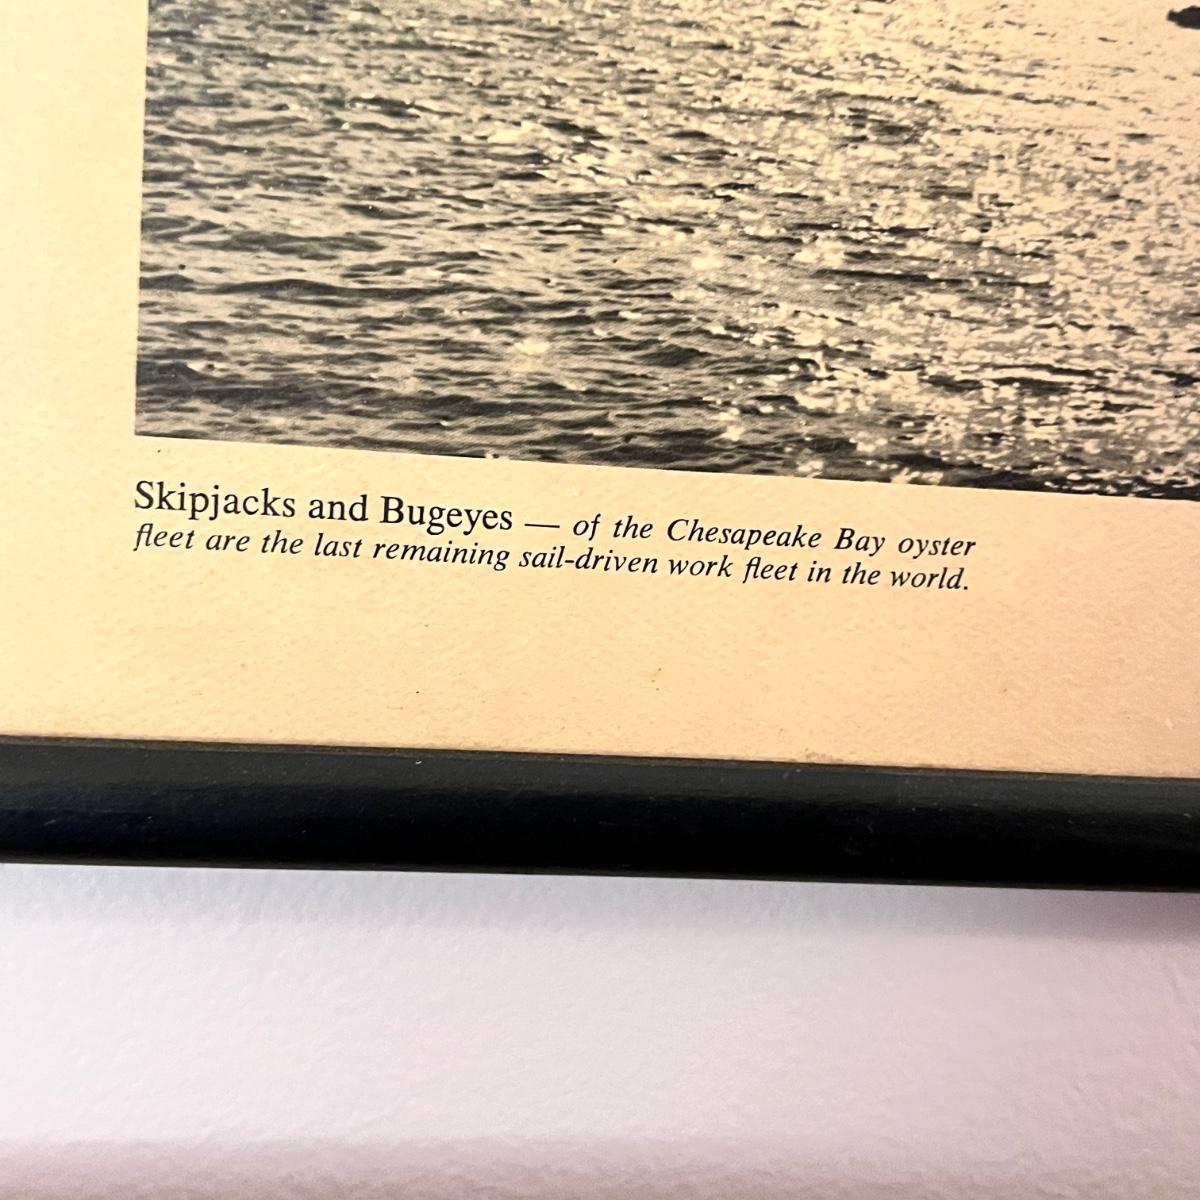 Skipjacks and Bugeyes — of the Chesapeake Bay oyster
fleet are the last remaining sail-driven work fleet in the world.